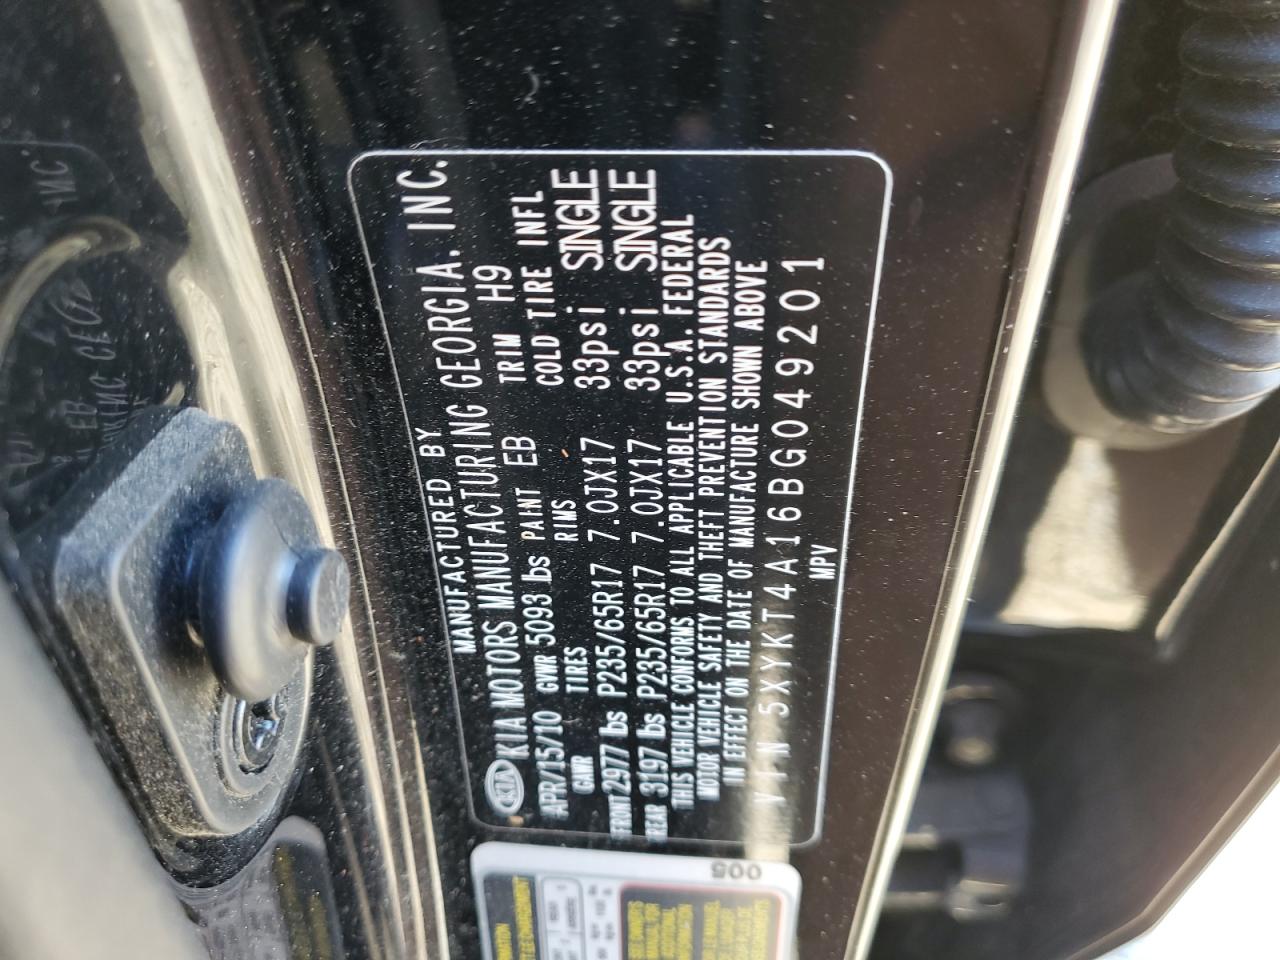 MANUFACTURED BY
KIA KIA MOTORS MANUFACTURING GEORGIA. INC.
APR/15/10 GVWR 5093 lbs PAINT EB TRIM H9
GAWR TIRES RIMS COLD TIRE INFL
FRONT 2977 lbs P235/65R17 7.0JX17 33psi SINGLE
REAR 3197 lbs P235/65R17 7.0JX17 33psi SINGLE
THIS VEHICLE CONFORMS TO ALL APPLICABLE U.S.A. FEDERAL
MOTOR VEHICLE SAFETY AND THEFT PREVENTION STANDARDS
IN EFFECT ON THE DATE OF MANUFACTURE SHOWN ABOVE
VIN 5XYKT4A16BG049201
MPV
005